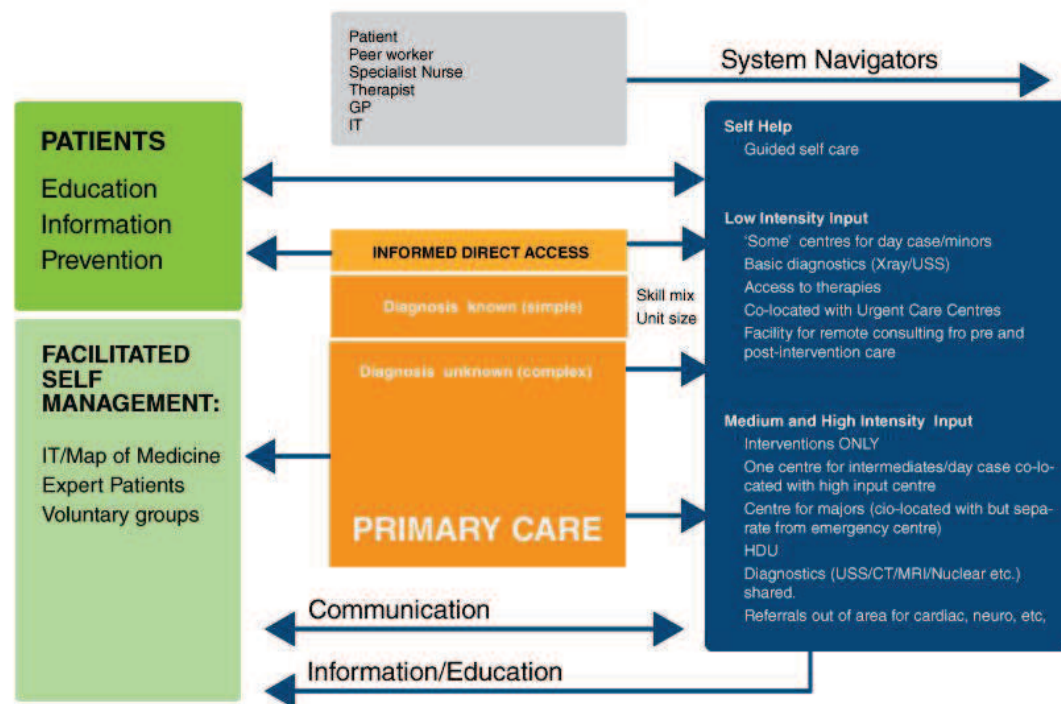 Patient
Peer worker
Specialist Nurse
Therapist
GP
IT
System Navigators
PATIENTS
Education
Information
Prevention
FACILITATED
SELF
MANAGEMENT:
IT/Map of Medicine
Expert Patients
Voluntary groups
INFORMED DIRECT ACCESS
Diagnosis known (simple)
Diagnosis unknown (complex)
PRIMARY CARE
Skill mix
Unit size
Self Help
Guided self care
Low Intensity Input
'Some' centres for day case/minors
Basic diagnostics (Xray/USS)
Access to therapies
Co-located with Urgent Care Centres
Facility for remote consulting fro pre and
post-intervention care
Medium and High Intensity Input
Interventions ONLY
One centre for intermediates/day case co-lo-
cated with high input centre
Centre for majors (cio-located with but sepa-
rate from emergency centre)
HDU
Diagnostics (USS/CT/MRI/Nuclear etc.)
shared.
Referrals out of area for cardiac, neuro, etc,
Communication
Information/Education